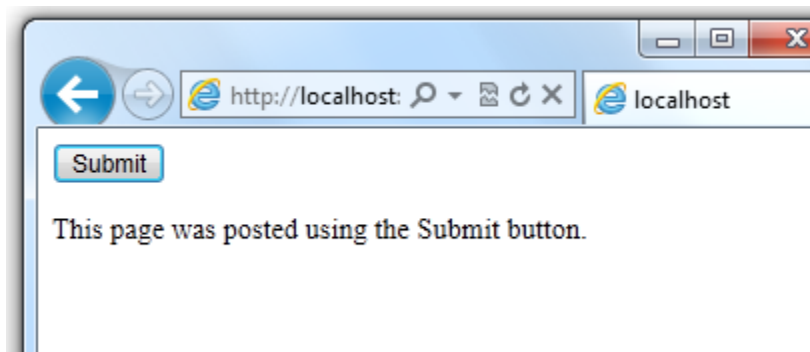 http://localhost:
localhost
Submit
This page was posted using the Submit button.